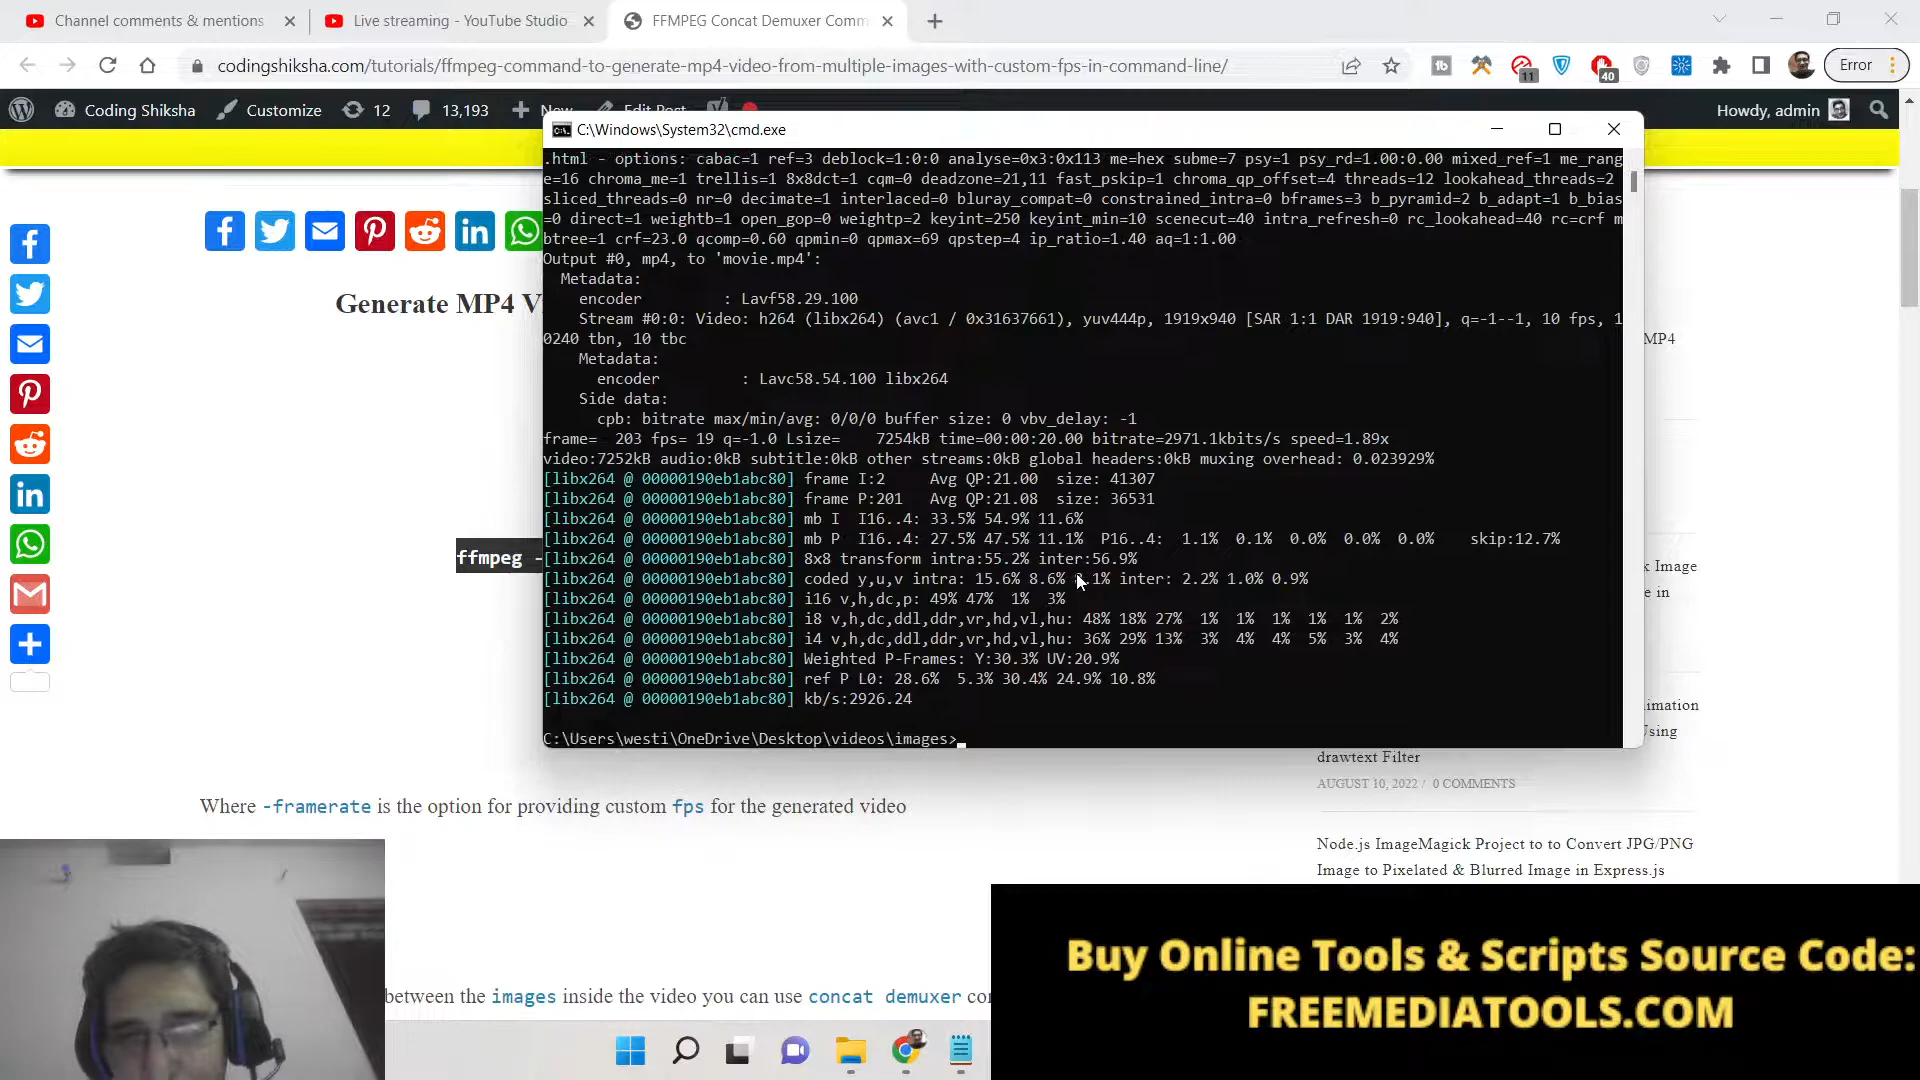 Channel comments & mentions
Live streaming - YouTube Studio
FFMPEG Concat Demuxer Comm
codingshiksha.com/tutorials/ffmpeg-command-to-generate-mp4-video-from-multiple-images-with-custom-fps-in-command-line/
11
40
Error
Coding Shiksha
Customize
12
13,193
New
Edit Post
Howdy, admin
C:\Windows\System32\cmd.exe
.html - options: cabac=1 ref=3 deblock=1:0:0 analyse=0x3:0x113 me=hex subme=7 psy=1 psy_rd=1.00:0.00 mixed_ref=1 me_rang
e=16 chroma_me=1 trellis=1 8x8dct=1 cqm=0 deadzone=21,11 fast_pskip=1 chroma_qp_offset=4 threads=12 lookahead_threads=2
sliced_threads=0 nr=0 decimate=1 interlaced=0 bluray_compat=0 constrained_intra=0 bframes=3 b_pyramid=2 b_adapt=1 b_bias
=0 direct=1 weightb=1 open_gop=0 weightp=2 keyint=250 keyint_min=10 scenecut=40 intra_refresh=0 rc_lookahead=40 rc=crf m
btree=1 crf=23.0 qcomp=0.60 qpmin=0 qpmax=69 qpstep=4 ip_ratio=1.40 aq=1:1.00
Output #0, mp4, to 'movie.mp4':
Metadata:
encoder : Lavf58.29.100
Stream #0:0: Video: h264 (libx264) (avc1 / 0x31637661), yuv444p, 1919x940 [SAR 1:1 DAR 1919:940], q=-1--1, 10 fps, 1
0240 tbn, 10 tbc
Metadata:
encoder : Lavc58.54.100 libx264
Side data:
cpb: bitrate max/min/avg: 0/0/0 buffer size: 0 vbv_delay: -1
frame= 203 fps= 19 q=-1.0 Lsize= 7254kB time=00:00:20.00 bitrate=2971.1kbits/s speed=1.89x
video:7252kB audio:0kB subtitle:0kB other streams:0kB global headers:0kB muxing overhead: 0.023929%
[libx264 @ 00000190eb1abc80] frame I:2 Avg QP:21.00 size: 41307
[libx264 @ 00000190eb1abc80] frame P:201 Avg QP:21.08 size: 36531
[libx264 @ 00000190eb1abc80] mb I I16..4: 33.5% 54.9% 11.6%
[libx264 @ 00000190eb1abc80] mb P I16..4: 27.5% 47.5% 11.1% P16..4: 1.1% 0.1% 0.0% 0.0% 0.0% skip:12.7%
[libx264 @ 00000190eb1abc80] 8x8 transform intra:55.2% inter:56.9%
[libx264 @ 00000190eb1abc80] coded y,u,v intra: 15.6% 8.6% .1% inter: 2.2% 1.0% 0.9%
[libx264 @ 00000190eb1abc80] i16 v,h,dc,p: 49% 47% 1% 3%
[libx264 @ 00000190eb1abc80] i8 v,h,dc,ddl,ddr,vr,hd,vl,hu: 48% 18% 27% 1% 1% 1% 1% 1% 2%
[libx264 @ 00000190eb1abc80] i4 v,h,dc,ddl,ddr,vr,hd,vl,hu: 36% 29% 13% 3% 4% 4% 5% 3% 4%
[libx264 @ 00000190eb1abc80] Weighted P-Frames: Y:30.3% UV:20.9%
[libx264 @ 00000190eb1abc80] ref P L0: 28.6% 5.3% 30.4% 24.9% 10.8%
[libx264 @ 00000190eb1abc80] kb/s:2926.24
C:\Users\westi\OneDrive\Desktop\videos\images>
Generate MP4 V
ffmpeg -
Where -framerate is the option for providing custom fps for the generated video
between the images inside the video you can use concat demuxer co
MP4
k Image
e in
imation
Using
drawtext Filter
AUGUST 10, 2022 / 0 COMMENTS
Node.js ImageMagick Project to to Convert JPG/PNG
Image to Pixelated & Blurred Image in Express.js
Buy Online Tools & Scripts Source Code:
FREEMEDIATOOLS.COM